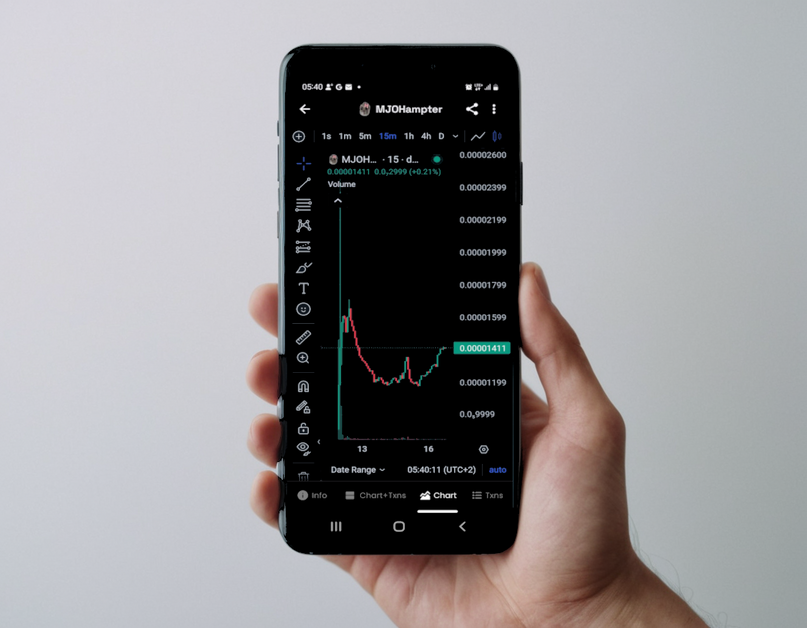 05:40
MJOHampter
1s 1m 5m 15m 1h 4h D
MJOH... · 15 · d...
0.00001411 0.0₅2999 (+0.21%)
Volume
0.00002600
0.00002399
0.00002199
0.00001999
0.00001799
0.00001599
0.00001411
0.00001199
0.0₅9999
13 16
Date Range 05:40:11 (UTC+2) auto
Info Chart+Txns Chart Txns